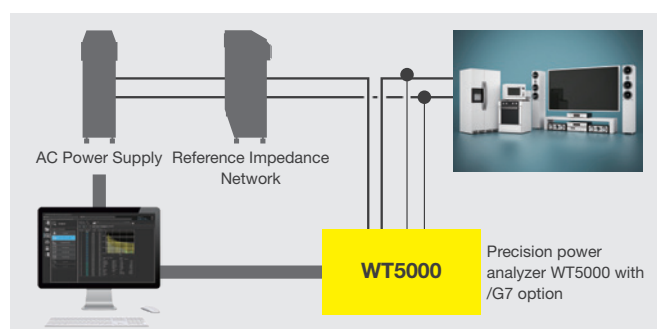 AC Power Supply
Reference Impedance
Network
WT5000
Precision power
analyzer WT5000 with
/G7 option